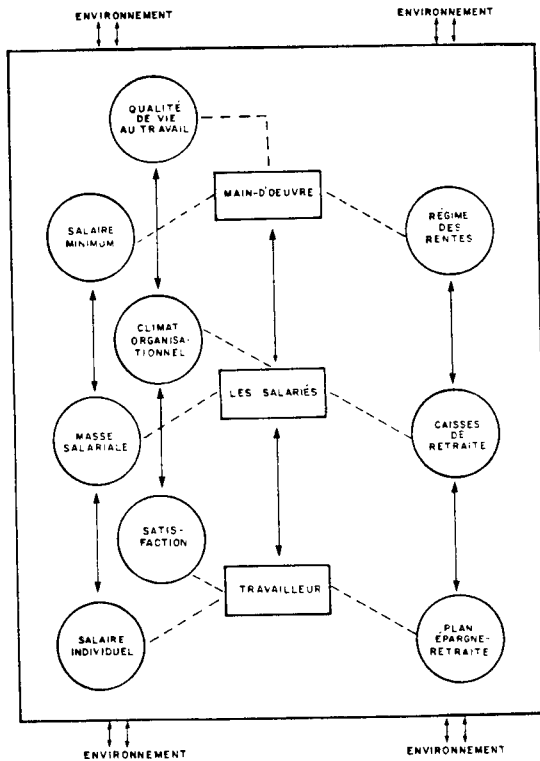 ENVIRONNEMENT
ENVIRONNEMENT
QUALITÉ
DE VIE
AU TRAVAIL
MAIN-D'OEUVRE
SALAIRE
MINIMUM
RÉGIME
DES
RENTES
CLIMAT
ORGANISA-
TIONNEL
LES SALARIÉS
MASSE
SALARIALE
CAISSES
DE
RETRAITE
SATIS-
FACTION
TRAVAILLEUR
SALAIRE
INDIVIDUEL
PLAN
ÉPARGNE-
RETRAITE
ENVIRONNEMENT
ENVIRONNEMENT